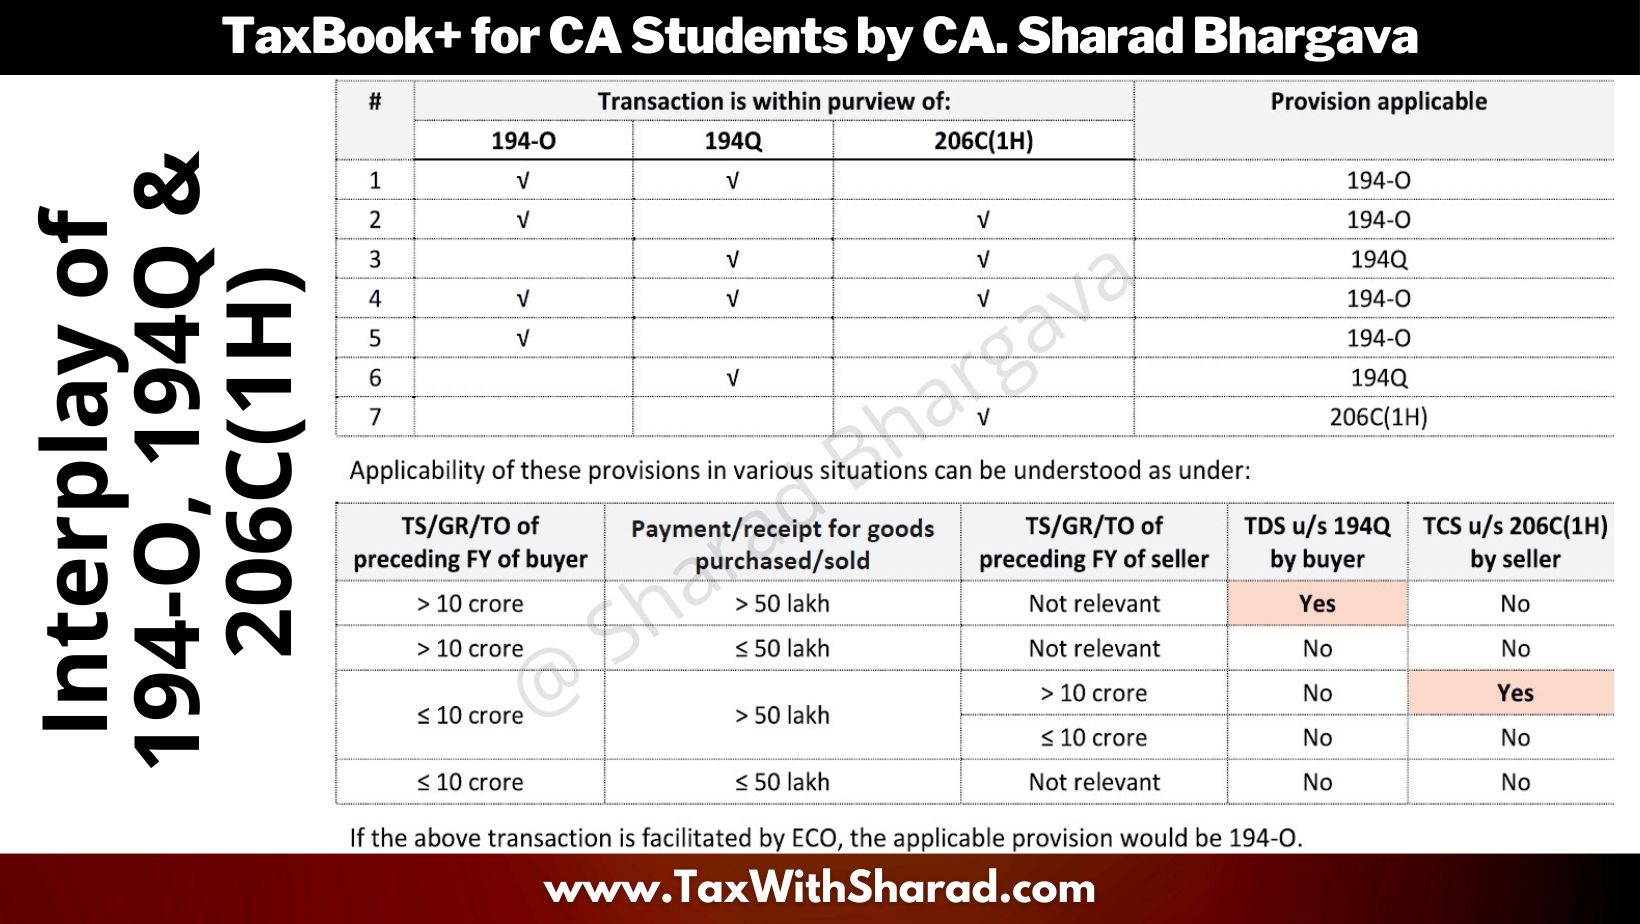 TaxBook+ for CA Students by CA. Sharad Bhargava
Interplay of
194-O, 194Q &
206C(1H)
# Transaction is within purview of: Provision applicable
194-O 194Q 206C(1H)
1 √ √ 194-O
2 √ √ 194-O
3 √ √ 194Q
4 √ √ √ 194-O
5 √ 194-O
6 √ 194Q
7 √ 206C(1H)
Applicability of these provisions in various situations can be understood as under:
TS/GR/TO of Payment/receipt for goods TS/GR/TO of TDS u/s 194Q TCS u/s 206C(1H)
preceding FY of buyer purchased/sold preceding FY of seller by buyer by seller
> 10 crore > 50 lakh Not relevant Yes No
> 10 crore ≤ 50 lakh Not relevant No No
≤ 10 crore > 50 lakh > 10 crore No Yes
≤ 10 crore No No
≤ 10 crore ≤ 50 lakh Not relevant No No
If the above transaction is facilitated by ECO, the applicable provision would be 194-O.
@ Sharad Bhargava
www.TaxWithSharad.com